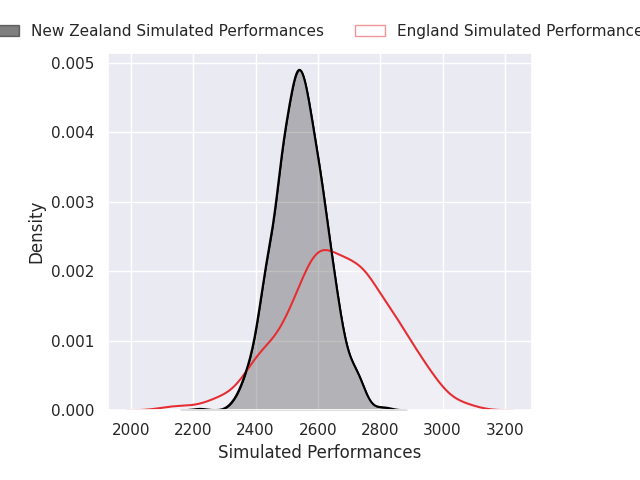 New Zealand Simulated Performances England Simulated Performance
0.005
0.004
0.003
0.002
0.001
0.000
Density
2000 2200 2400 2600 2800 3000 3200
Simulated Performances